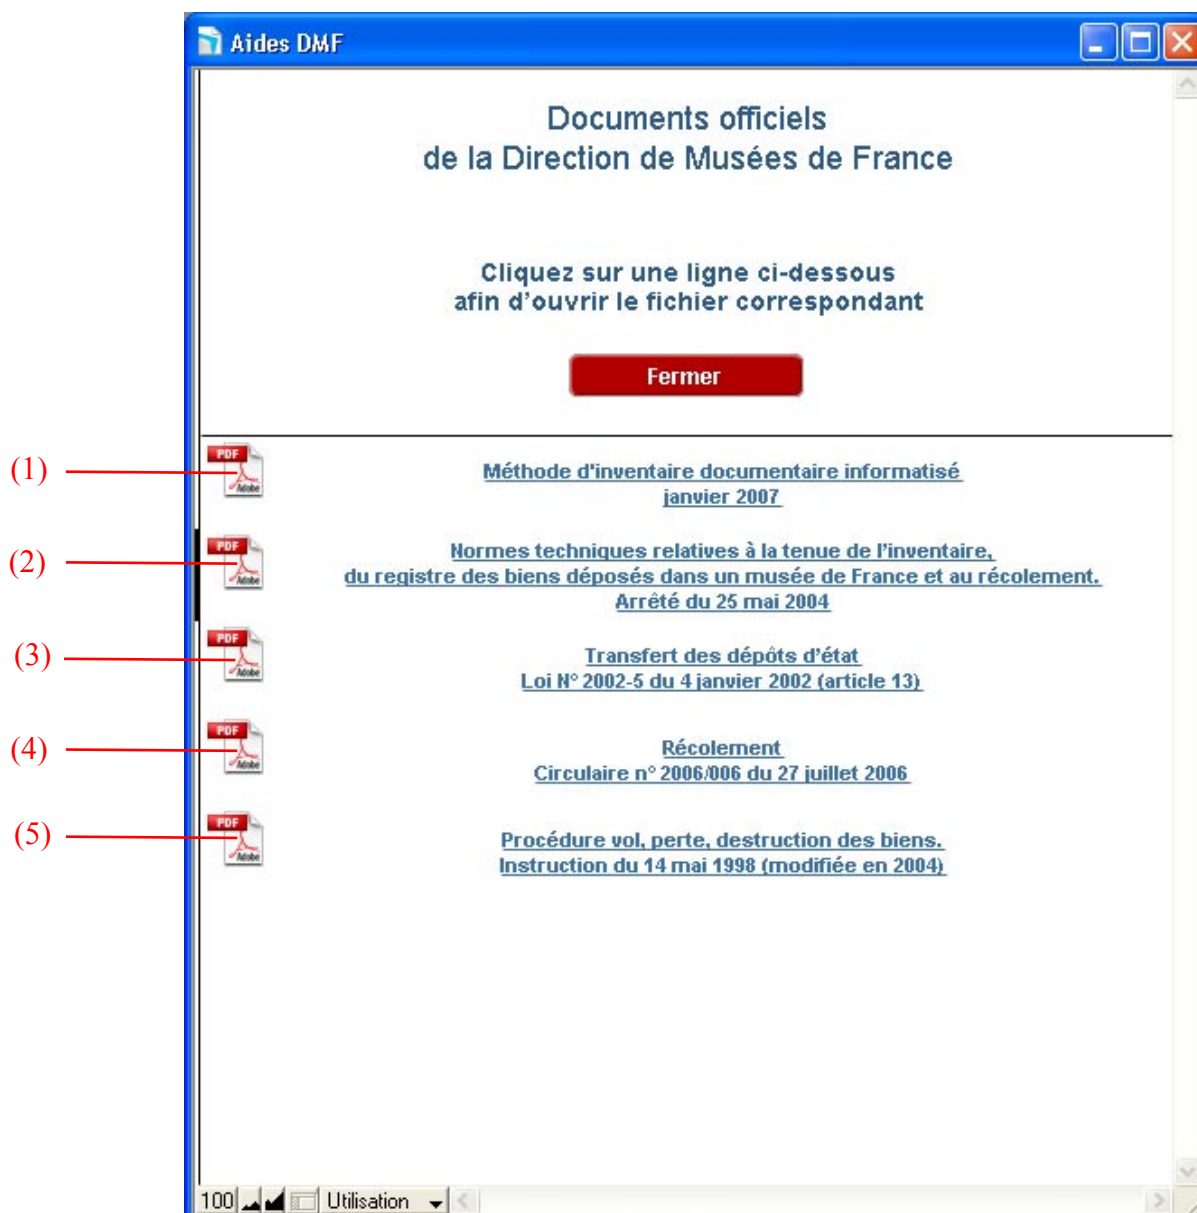 Aides DMF
Documents officiels
de la Direction de Musées de France
Cliquez sur une ligne ci-dessous
afin d'ouvrir le fichier correspondant
Fermer
(1)
PDF
Adobe
Méthode d'inventaire documentaire informatisé
janvier 2007
(2)
PDF
Adobe
Normes techniques relatives à la tenue de l'inventaire,
du registre des biens déposés dans un musée de France et au récolement.
Arrêté du 25 mai 2004
(3)
PDF
Adobe
Transfert des dépôts d'état
Loi N° 2002-5 du 4 janvier 2002 (article 13)
(4)
PDF
Adobe
Récolement
Circulaire n° 2006/006 du 27 juillet 2006
(5)
PDF
Adobe
Procédure vol, perte, destruction des biens.
Instruction du 14 mai 1998 (modifiée en 2004)
100 Utilisation